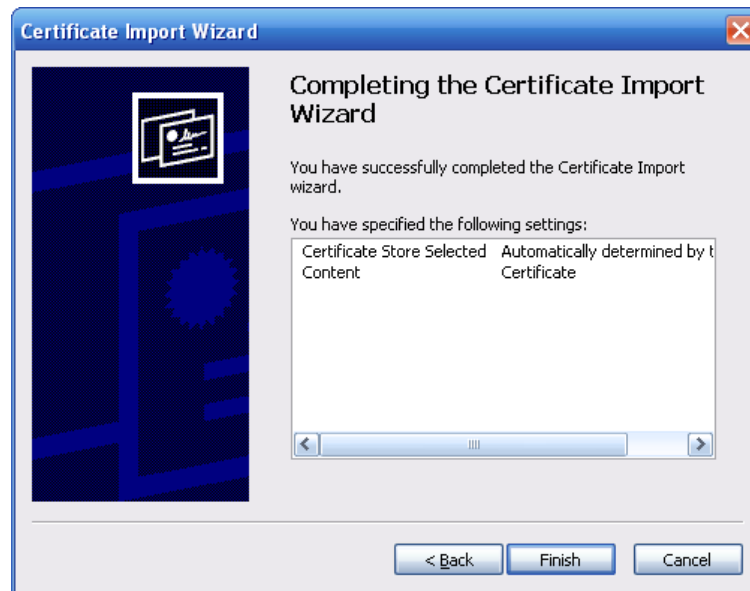 Certificate Import Wizard
Completing the Certificate Import
Wizard
You have successfully completed the Certificate Import
wizard.
You have specified the following settings:
Certificate Store Selected Automatically determined by t
Content Certificate
< Back Finish Cancel